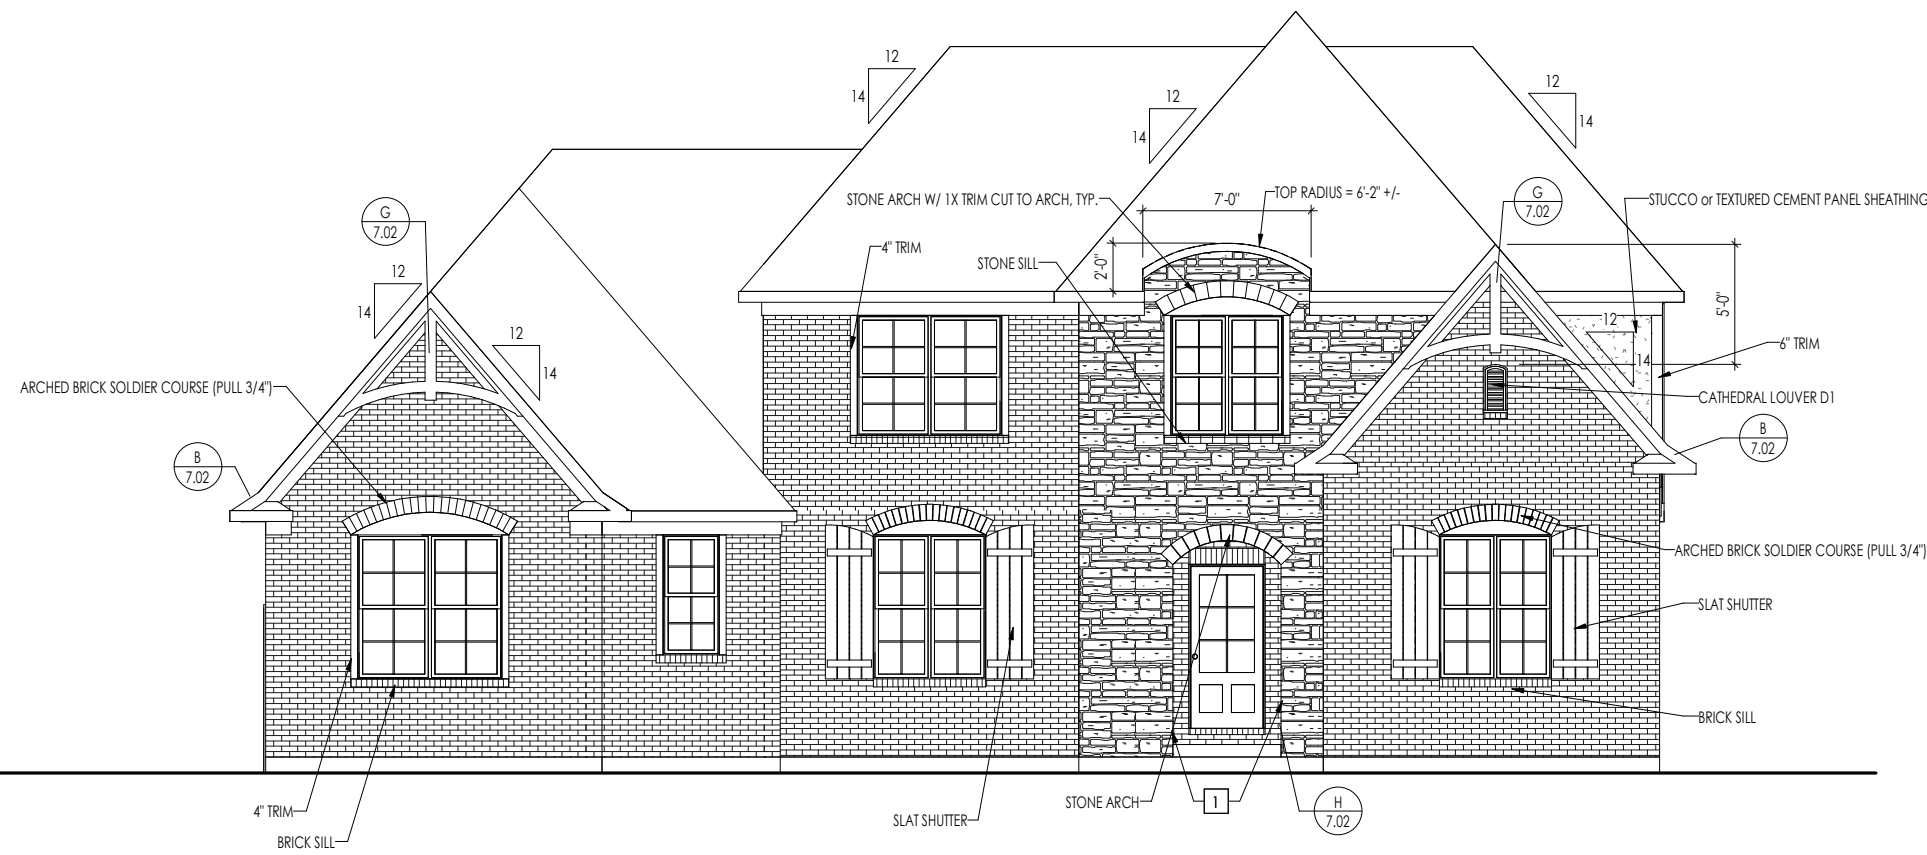 12
14
12
14
12
14
STONE ARCH W/ 1X TRIM CUT TO ARCH, TYP.
7'-0"
TOP RADIUS = 6'-2" +/-
G
7.02
STUCCO or TEXTURED CEMENT PANEL SHEATHING
G
7.02
4" TRIM
STONE SILL
2'-0"
5'-0"
12
14
12
14
12
14
6" TRIM
ARCHED BRICK SOLDIER COURSE (PULL 3/4")
CATHEDRAL LOUVER D1
B
7.02
B
7.02
ARCHED BRICK SOLDIER COURSE (PULL 3/4")
SLAT SHUTTER
BRICK SILL
4" TRIM
BRICK SILL
SLAT SHUTTER
STONE ARCH
1
H
7.02